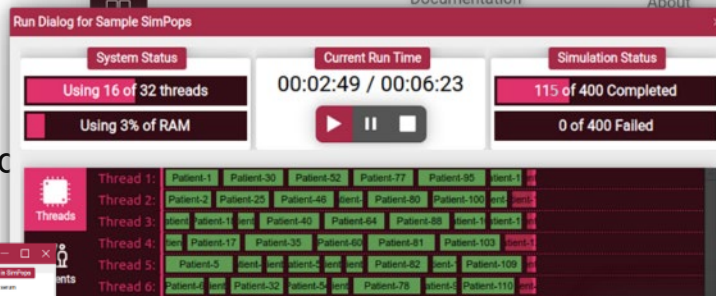 Documentation
About
Run Dialog for Sample SimPops
System Status
Current Run Time
Simulation Status
Using 16 of 32 threads
00:02:49 / 00:06:23
115 of 400 Completed
Using 3% of RAM
0 of 400 Failed
Threads
Thread 1: Patient-1 Patient-30 Patient-52 Patient-77 Patient-95
Thread 2: Patient-2 Patient-25 Patient-46 Patient-80 Patient-100
Thread 3: Patient-40 Patient-64 Patient-88
Thread 4: Patient-17 Patient-35 Patient-60 Patient-81 Patient-103
Thread 5: Patient-5 Patient-82 Patient-109
Thread 6: Patient-32 Patient-78 Patient-110